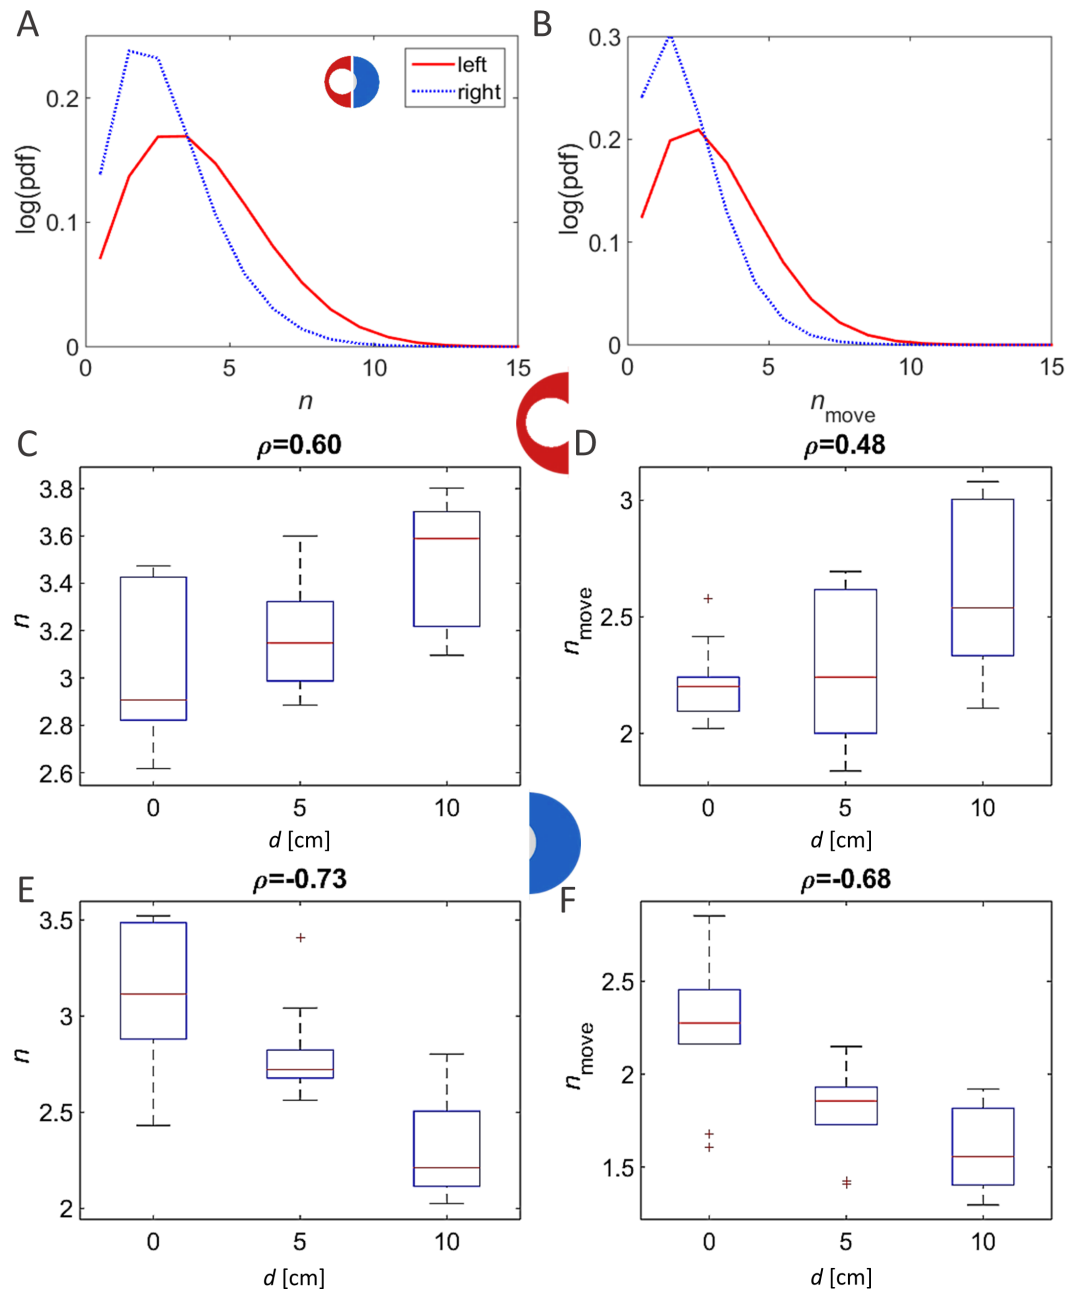 A
log(pdf)
0.2
0.1
0
0
5
10
15
n
left
right
B
log(pdf)
0.3
0.2
0.1
0
0
5
10
15
nmove
C
ρ=0.60
n
3.8
3.6
3.4
3.2
3
2.8
2.6
0
5
10
d [cm]
D
ρ=0.48
nmove
3
2.5
2
0
5
10
d [cm]
E
ρ=-0.73
n
3.5
3
2.5
2
0
5
10
d [cm]
F
ρ=-0.68
nmove
2.5
2
1.5
0
5
10
d [cm]